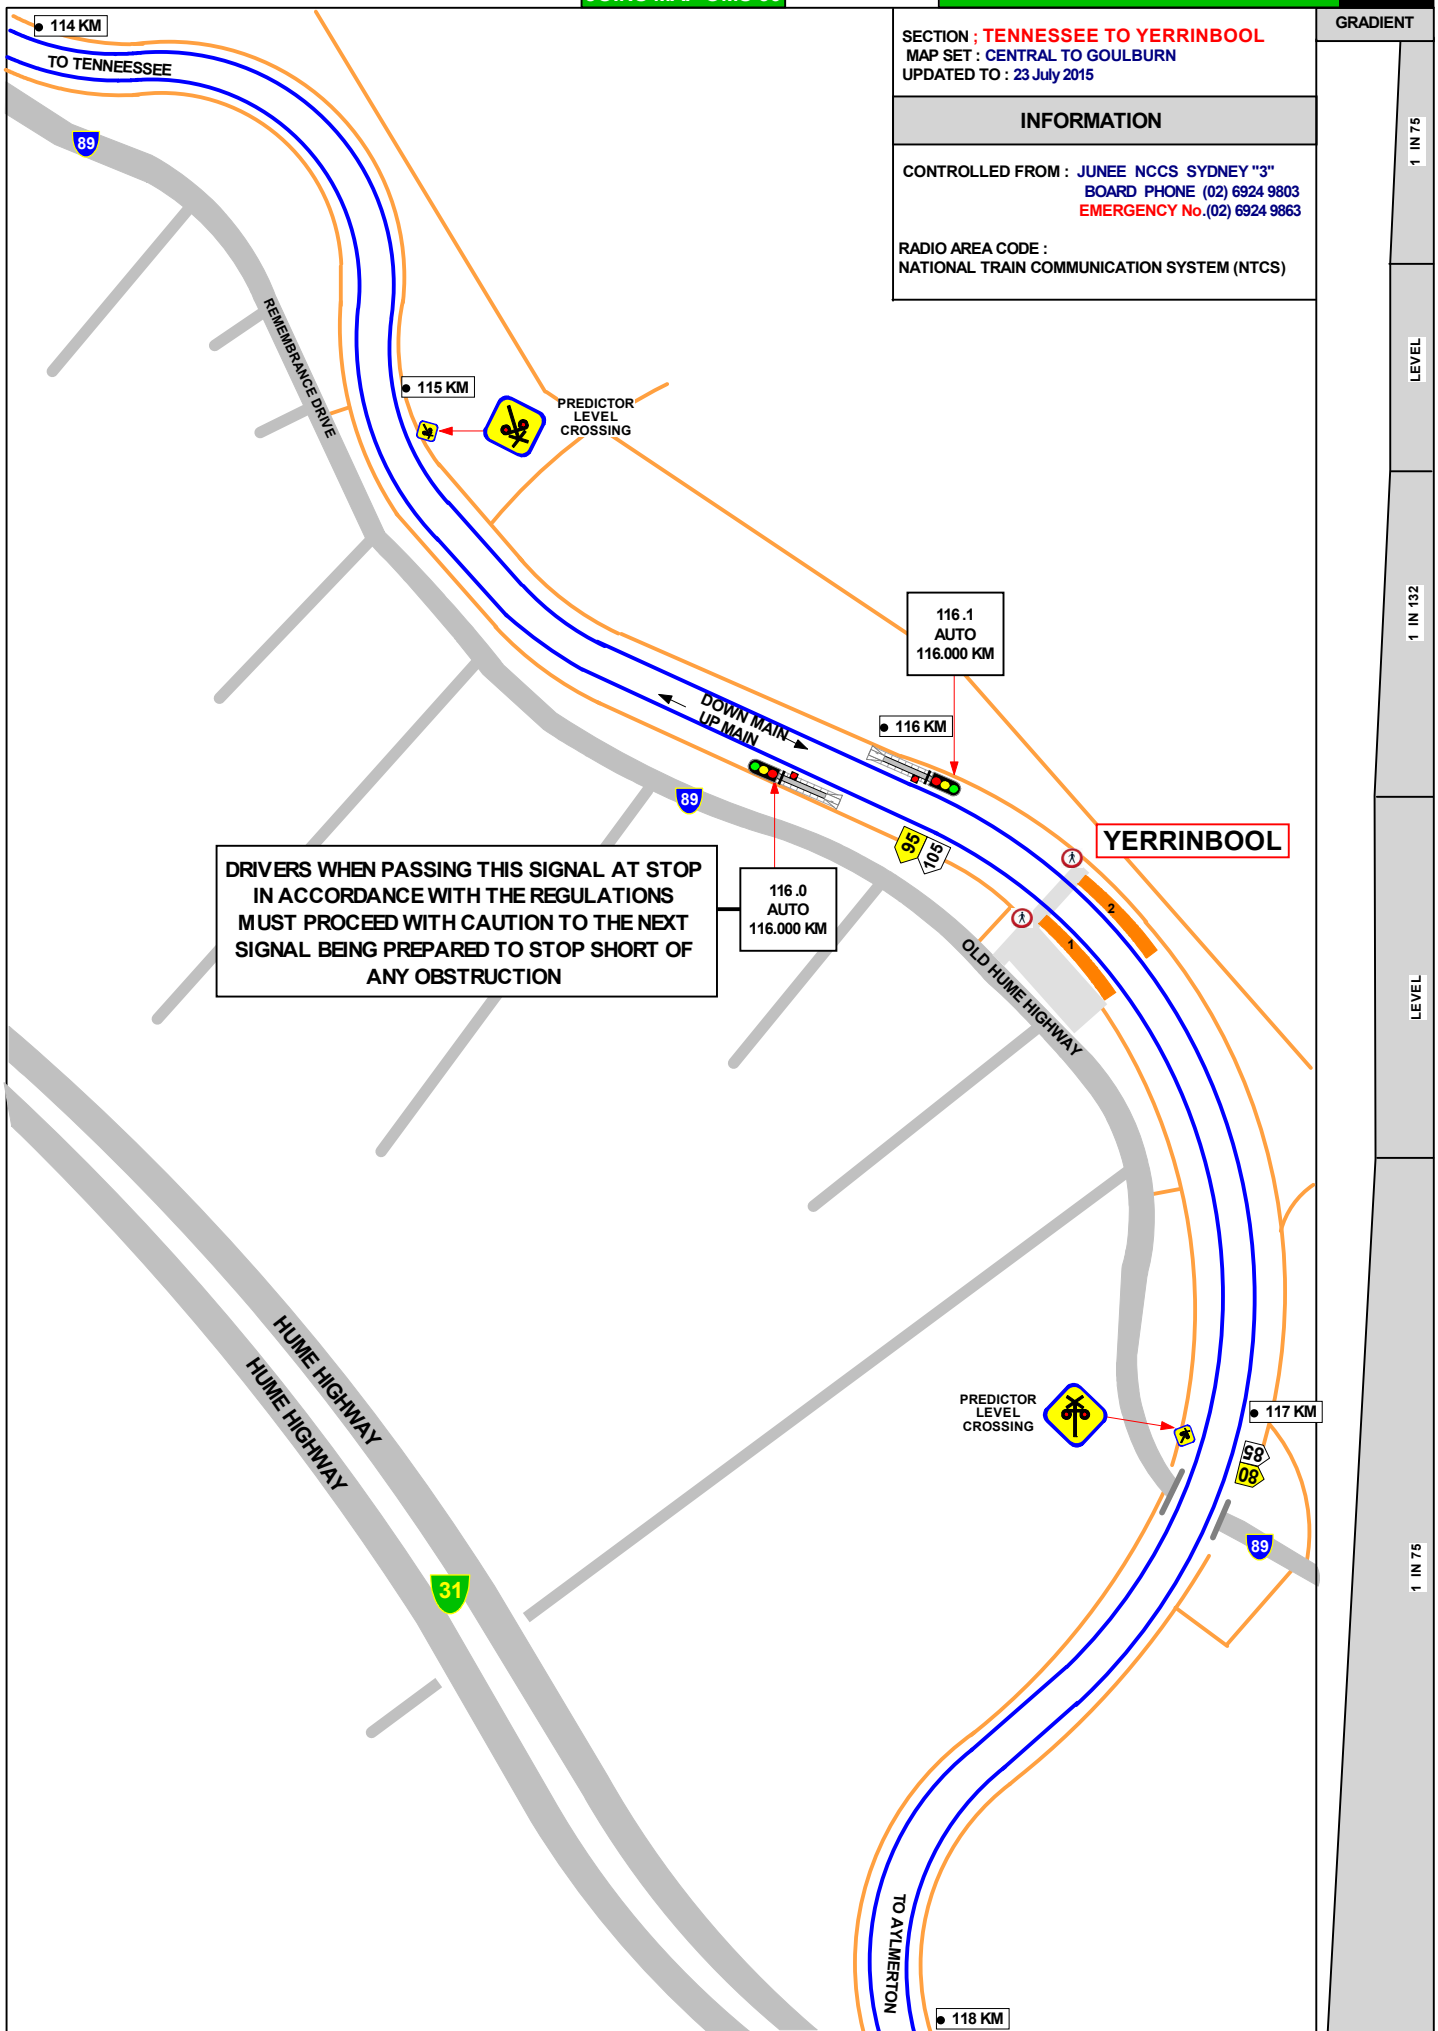 114 KM
TO TENNEESSEE
SECTION ; TENNESSEE TO YERRINBOOL
MAP SET : CENTRAL TO GOULBURN
UPDATED TO : 23 July 2015
GRADIENT
INFORMATION
CONTROLLED FROM : JUNEE NCCS SYDNEY "3"
BOARD PHONE (02) 6924 9803
EMERGENCY No.(02) 6924 9863
RADIO AREA CODE :
NATIONAL TRAIN COMMUNICATION SYSTEM (NTCS)
1 IN 75
89
REMEMBRANCE DRIVE
115 KM
PREDICTOR
LEVEL
CROSSING
LEVEL
116 .1
AUTO
116.000 KM
1 IN 132
DOWN MAIN
UP MAIN
116 KM
89
95
105
YERRINBOOL
DRIVERS WHEN PASSING THIS SIGNAL AT STOP
IN ACCORDANCE WITH THE REGULATIONS
MUST PROCEED WITH CAUTION TO THE NEXT
SIGNAL BEING PREPARED TO STOP SHORT OF
ANY OBSTRUCTION
116 .0
AUTO
116.000 KM
2
1
OLD HUME HIGHWAY
LEVEL
HUME HIGHWAY
HUME HIGHWAY
PREDICTOR
LEVEL
CROSSING
117 KM
85
80
89
31
1 IN 75
TO AYLMERTON
118 KM